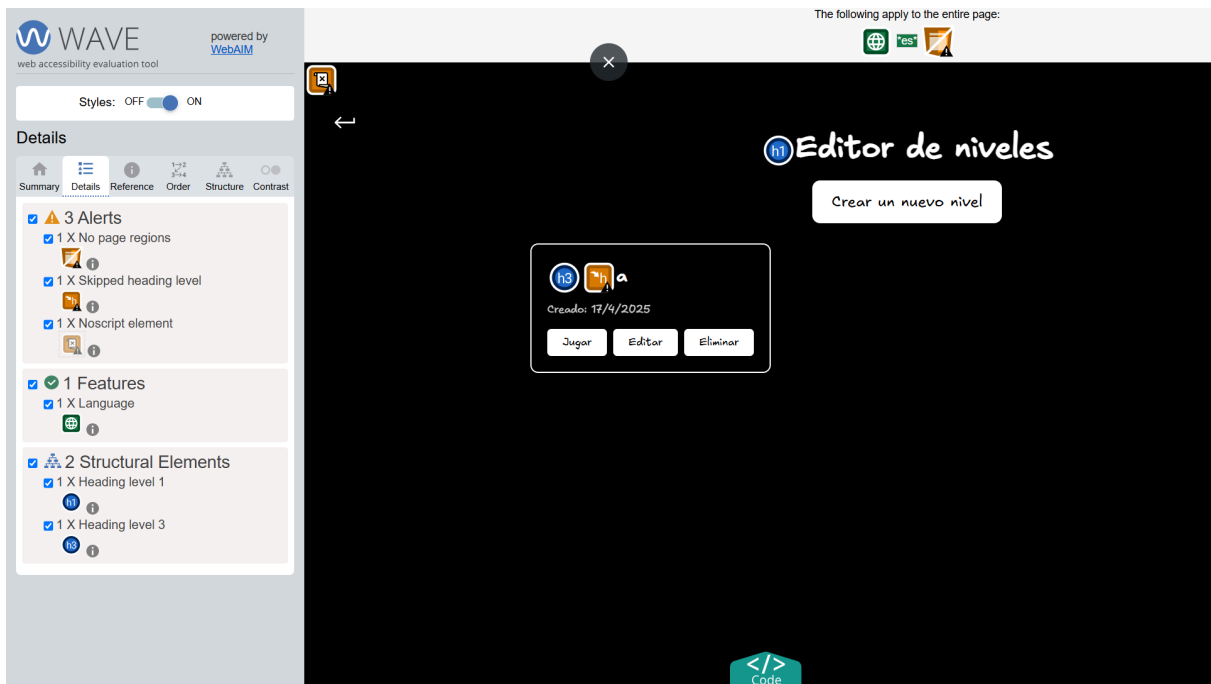 WAVE
powered by
WebAIM
web accessibility evaluation tool
Styles: OFF ON
Details
Summary Details Reference Order Structure Contrast
3 Alerts
1 X No page regions
h
1 X Skipped heading level
1 X Noscript element
1 Features
1 X Language
2 Structural Elements
1 X Heading level 1
h1
1 X Heading level 3
h3
The following apply to the entire page:
"es"
h1 Editor de niveles
Crear un nuevo nivel
h3 h a
Creado: 17/4/2025
Jugar Editar Eliminar
</>
Code